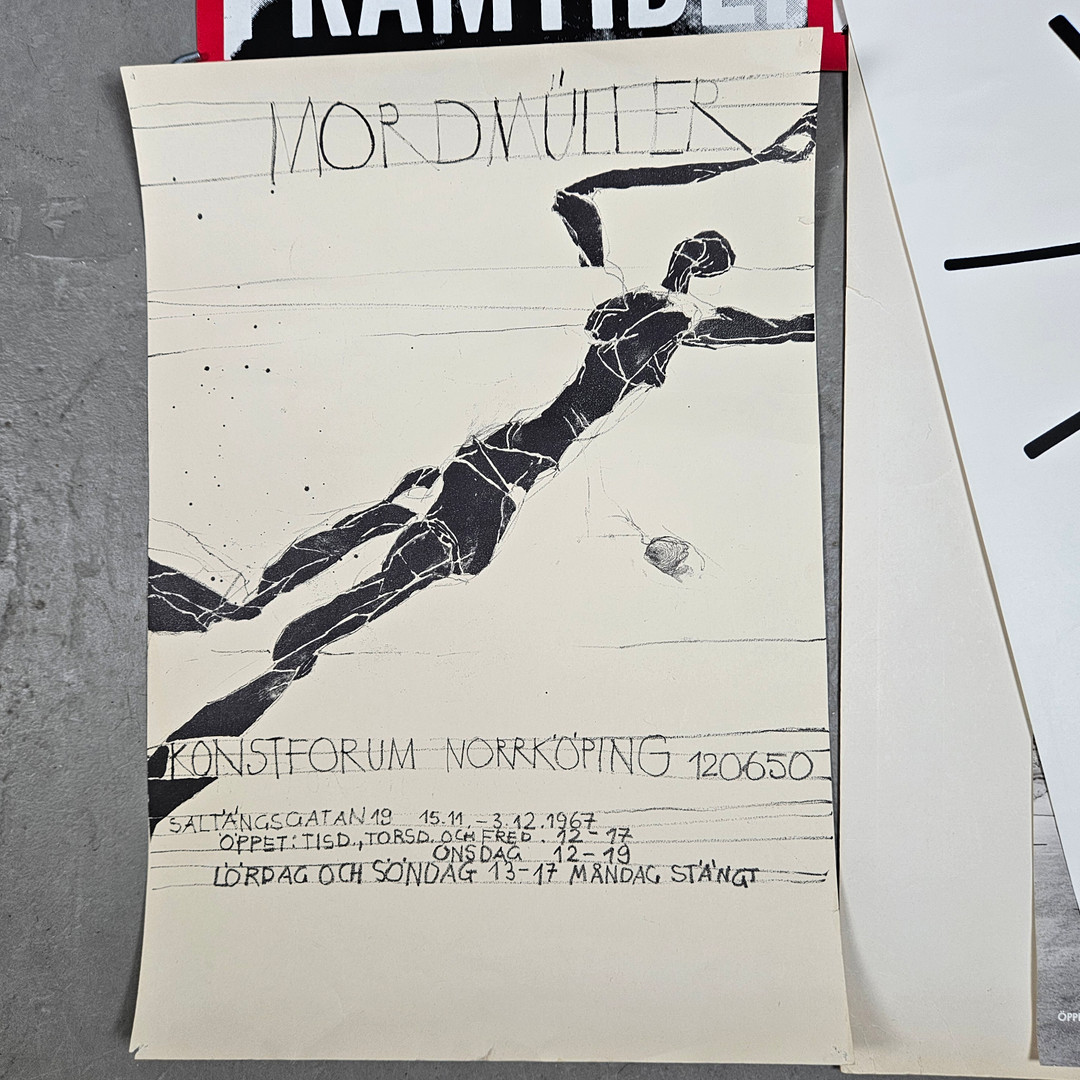 FRAMTIDEN
MORDMÜLLER
KONSTFORUM NORRKÖPING 120650
SALTÄNGSGATAN 19 15.11.–3.12.1967
ÖPPET: TISD., TORSD. OCH FRED. 12–17
ONSDAG 12–19
LÖRDAG OCH SÖNDAG 13–17 MÅNDAG STÄNGT